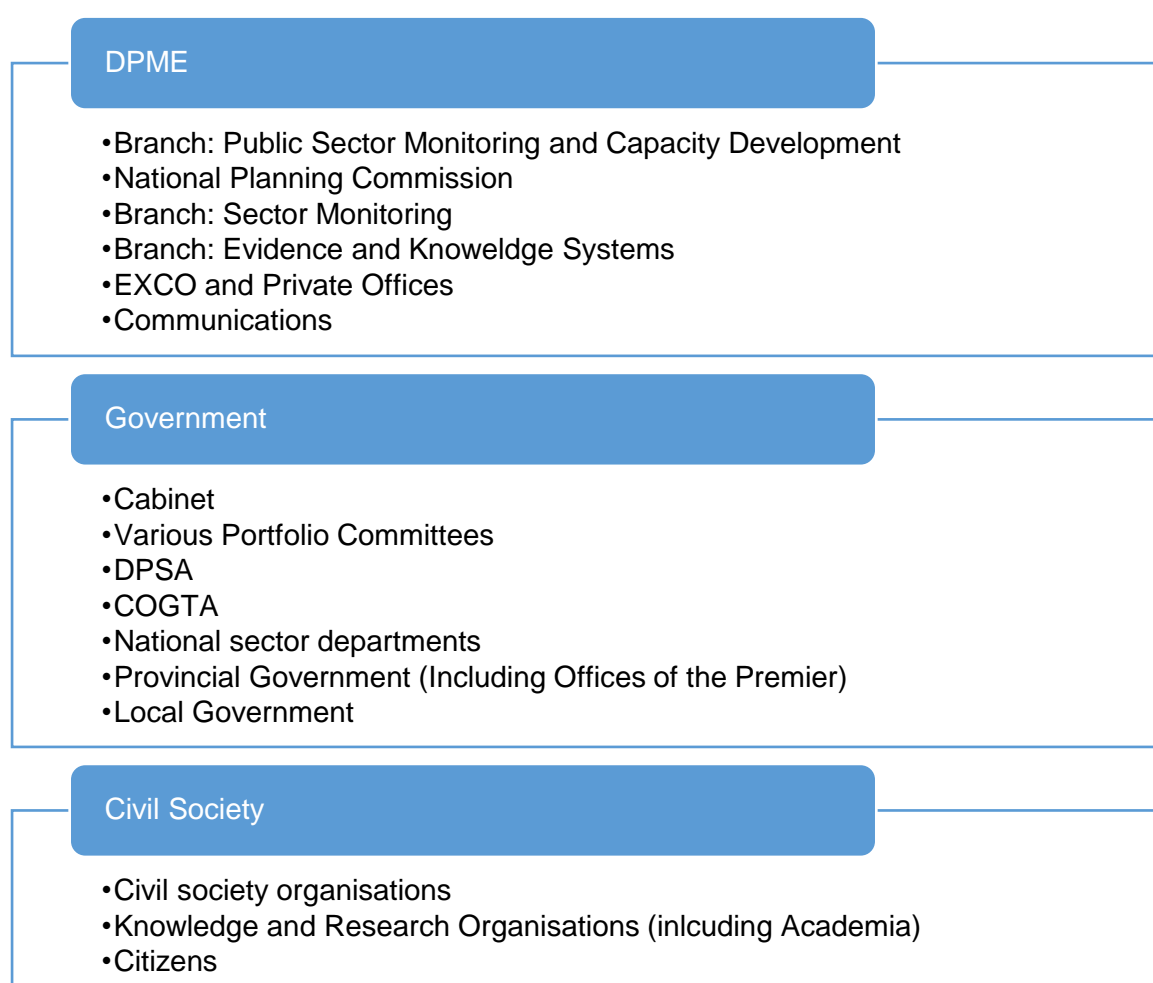 DPME
•Branch: Public Sector Monitoring and Capacity Development
•National Planning Commission
•Branch: Sector Monitoring
•Branch: Evidence and Knoweldge Systems
•EXCO and Private Offices
•Communications
Government
•Cabinet
•Various Portfolio Committees
•DPSA
•COGTA
•National sector departments
•Provincial Government (Including Offices of the Premier)
•Local Government
Civil Society
•Civil society organisations
•Knowledge and Research Organisations (inlcuding Academia)
•Citizens